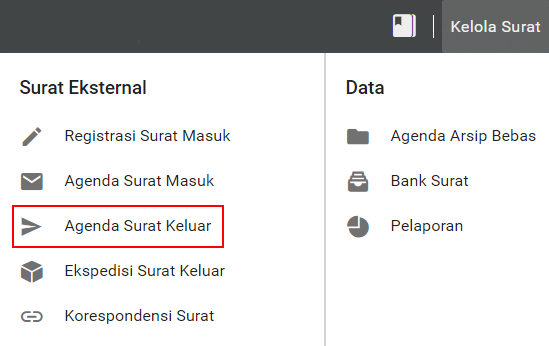 Kelola Surat
Surat Eksternal
Registrasi Surat Masuk
Agenda Surat Masuk
Agenda Surat Keluar
Ekspedisi Surat Keluar
Korespondensi Surat
Data
Agenda Arsip Bebas
Bank Surat
Pelaporan